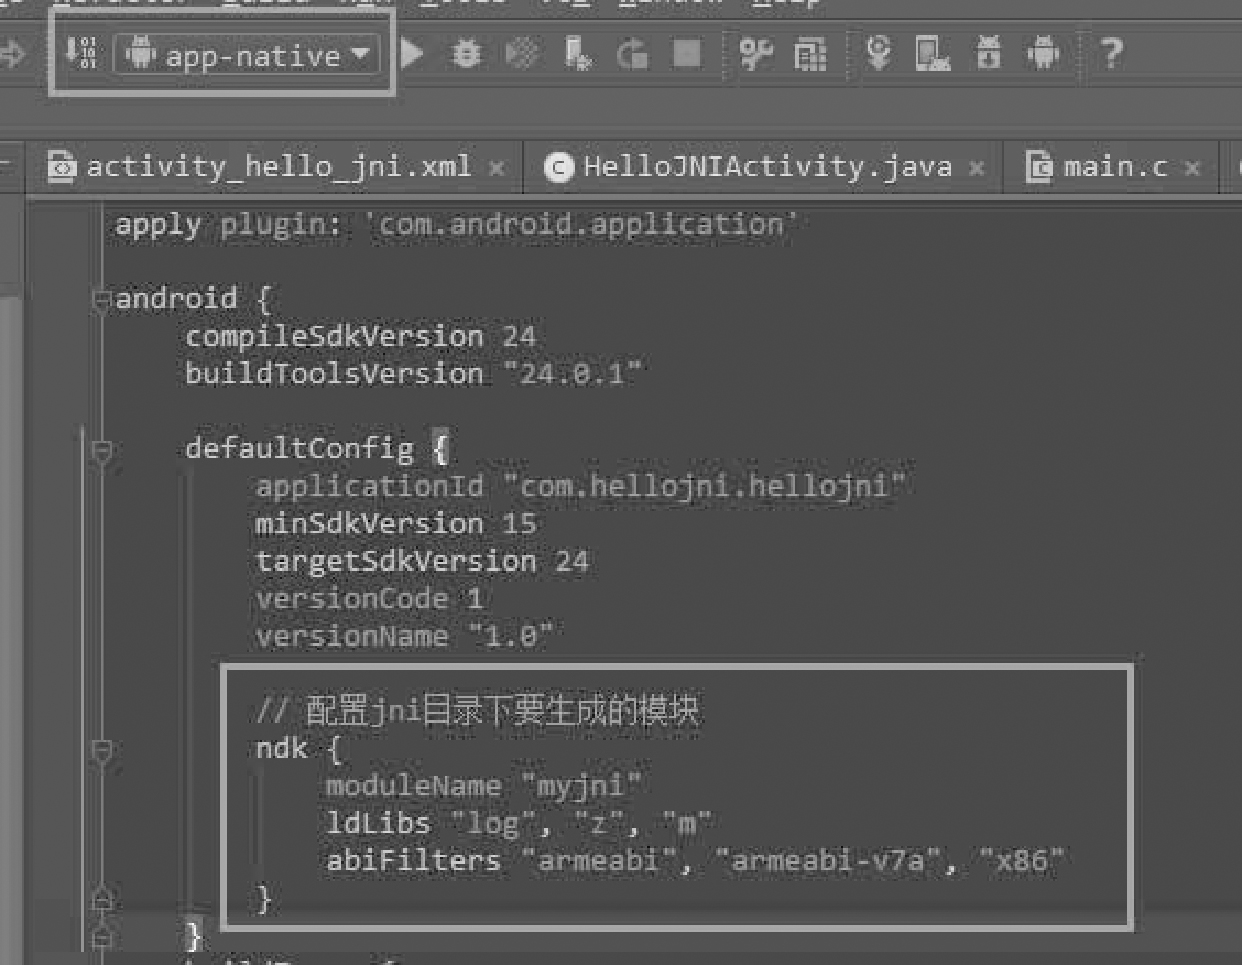 app-native
?
activity_hello_jni.xml × HelloJNIActivity.java × main.c ×
apply plugin: 'com.android.application'
android {
compileSdkVersion 24
buildToolsVersion "24.0.1"
defaultConfig {
applicationId "com.hellojni.hellojni"
minSdkVersion 15
targetSdkVersion 24
versionCode 1
versionName "1.0"
// 配置jni目录下要生成的模块
ndk {
moduleName "myjni"
ldLibs "log", "z", "m"
abiFilters "armeabi", "armeabi-v7a", "x86"
}
}